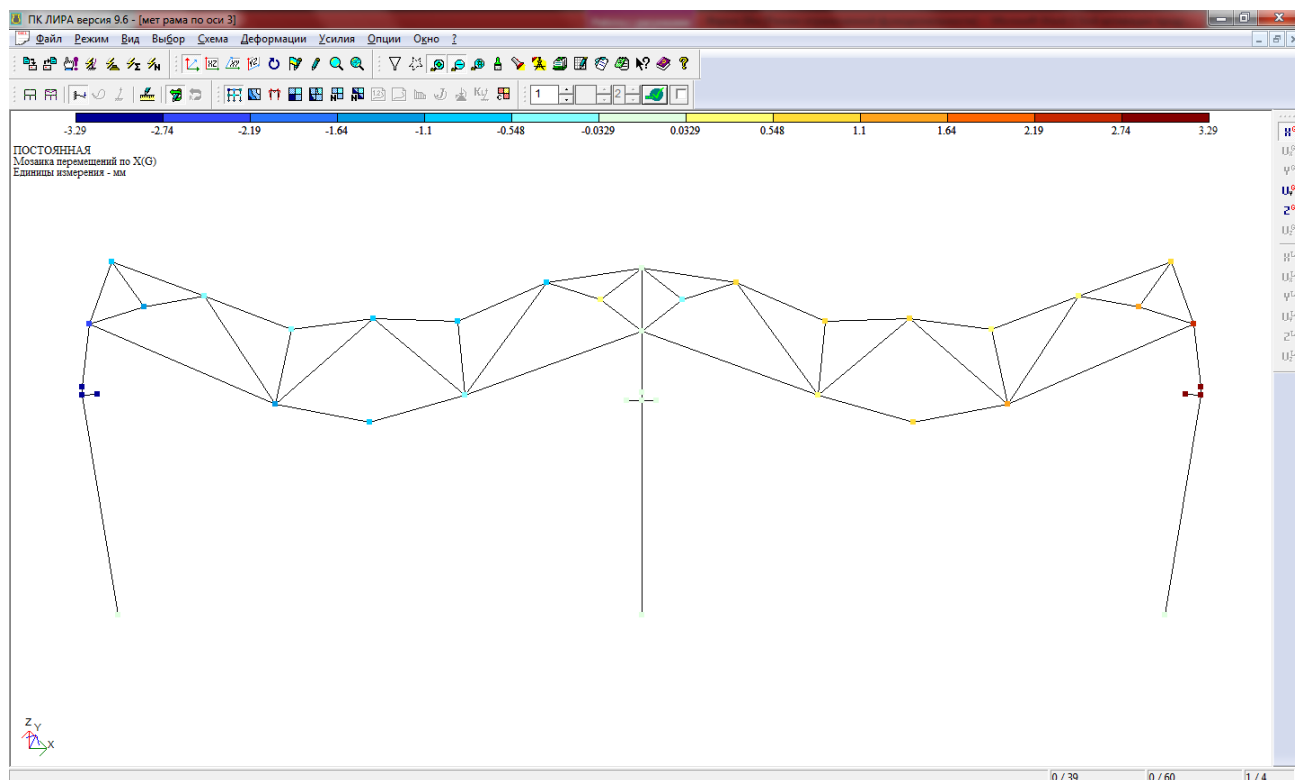 ПК ЛИРА версия 9.6 - [мет рама по оси 3]
Файл Режим Вид Выбор Схема Деформации Усилия Опции Окно ?
1 2
-3.29 -2.74 -2.19 -1.64 -1.1 -0.548 -0.0329 0.0329 0.548 1.1 1.64 2.19 2.74 3.29
ПОСТОЯННАЯ
Мозаика перемещений по X(G)
Единицы измерения - мм
Z
Y
X
0 / 39 0 / 60 1 / 4